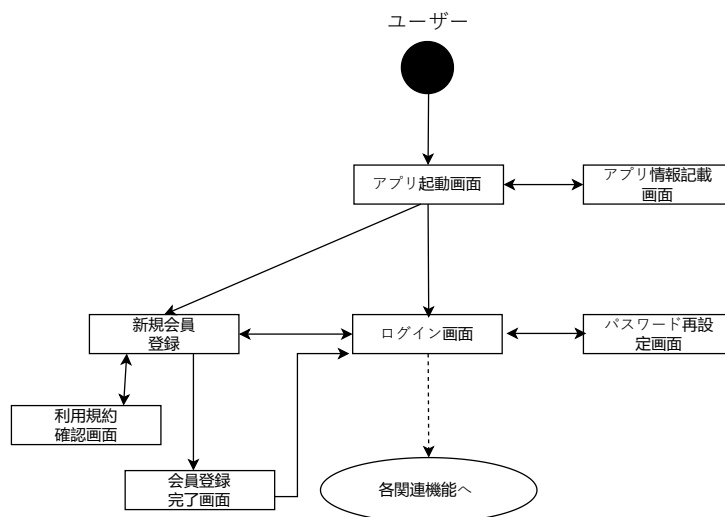 ユーザー
アプリ起動画面
アプリ情報記載
画面
新規会員
登録
ログイン画面
パスワード再設
定画面
利用規約
確認画面
会員登録
完了画面
各関連機能へ